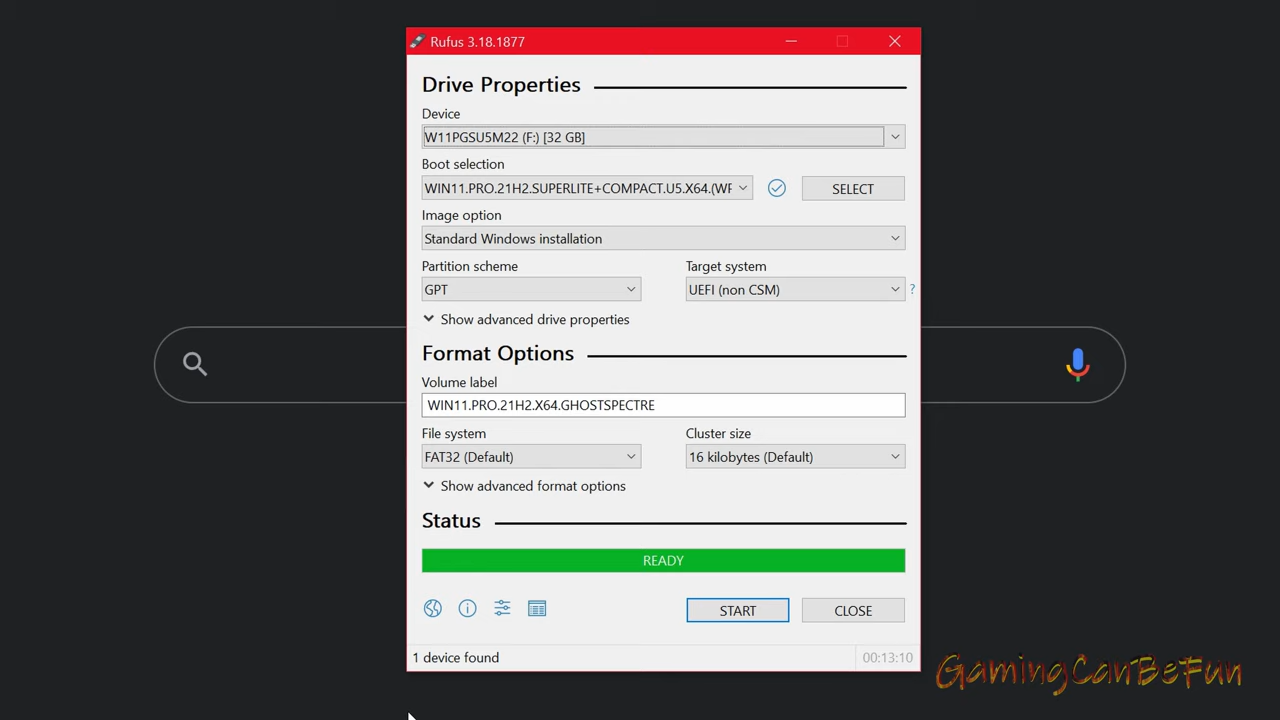 Rufus 3.18.1877
Drive Properties
Device
W11PGSU5M22 (F:) [32 GB]
Boot selection
WIN11.PRO.21H2.SUPERLITE+COMPACT.U5.X64.(WF
SELECT
Image option
Standard Windows installation
Partition scheme
Target system
GPT
UEFI (non CSM)
?
Show advanced drive properties
Format Options
Volume label
WIN11.PRO.21H2.X64.GHOSTSPECTRE
File system
Cluster size
FAT32 (Default)
16 kilobytes (Default)
Show advanced format options
Status
READY
START
CLOSE
1 device found
00:13:10
GamingCanBeFun